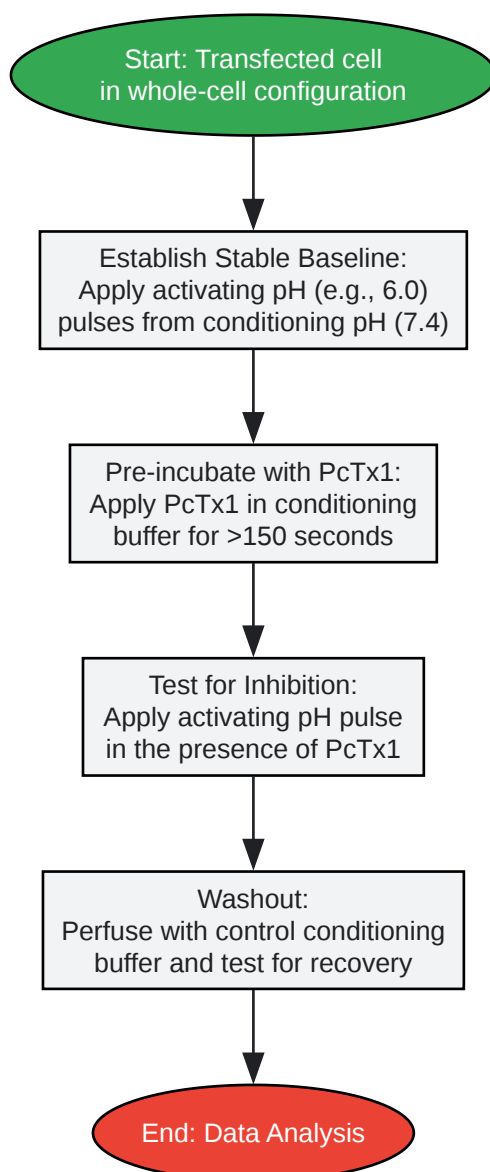 Start: Transfected cell
in whole-cell configuration
Establish Stable Baseline:
Apply activating pH (e.g., 6.0)
pulses from conditioning pH (7.4)
Pre-incubate with PcTx1:
Apply PcTx1 in conditioning
buffer for >150 seconds
Test for Inhibition:
Apply activating pH pulse
in the presence of PcTx1
Washout:
Perfuse with control conditioning
buffer and test for recovery
End: Data Analysis